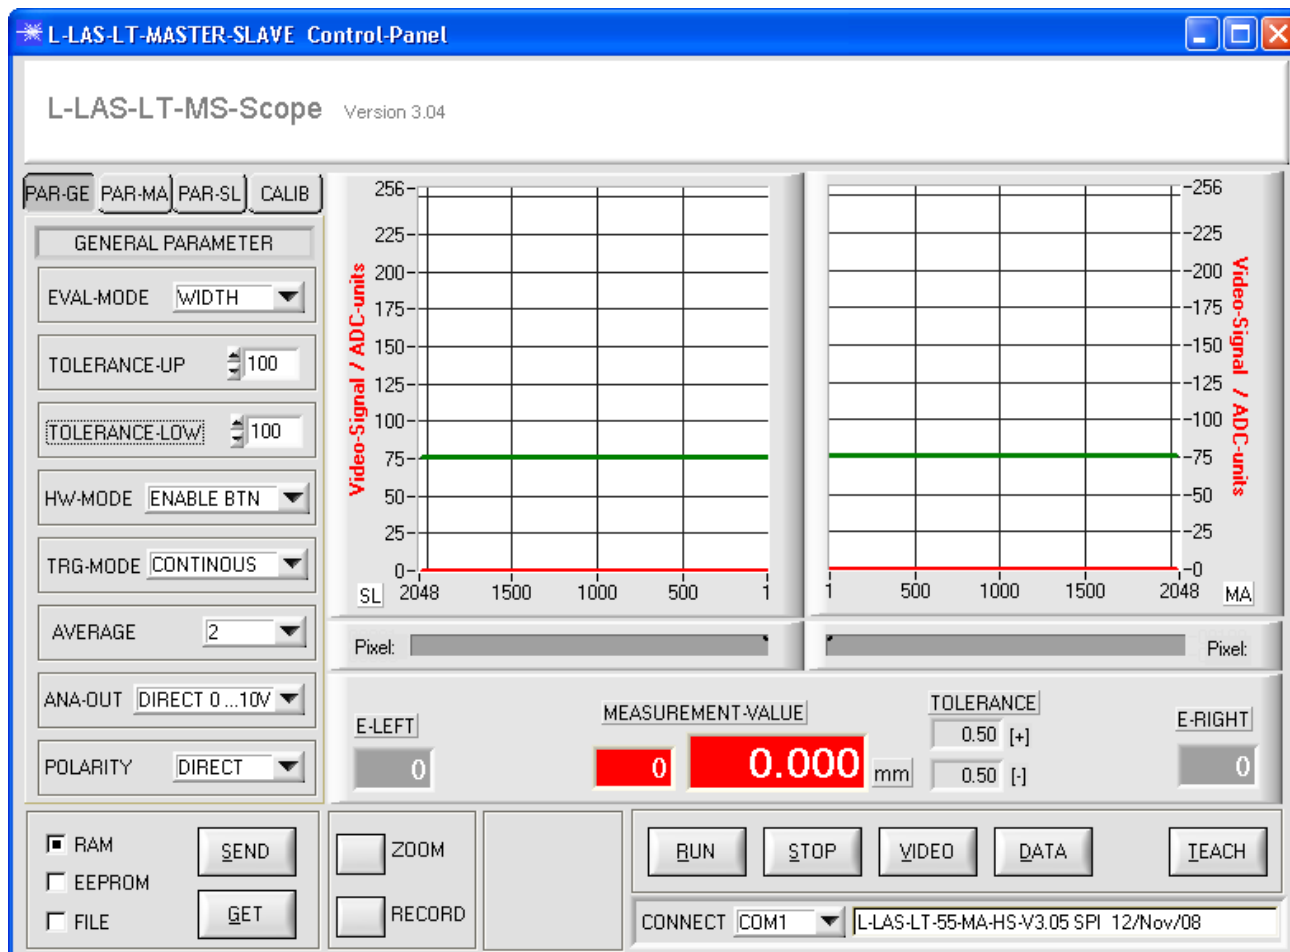 L-LAS-LT-MASTER-SLAVE Control-Panel
L-LAS-LT-MS-Scope Version 3.04
PAR-GE PAR-MA PAR-SL CALIB
GENERAL PARAMETER
EVAL-MODE WIDTH
TOLERANCE-UP 100
TOLERANCE-LOW 100
HW-MODE ENABLE BTN
TRG-MODE CONTINOUS
AVERAGE 2
ANA-OUT DIRECT 0 ...10V
POLARITY DIRECT
Video-Signal / ADC-units
256
225
200
175
150
125
100
75
50
25
0
SL 2048 1500 1000 500 1
256
225
200
175
150
125
100
75
50
25
0
Video-Signal / ADC-units
1 500 1000 1500 2048 MA
Pixel:
Pixel:
E-LEFT
0
MEASUREMENT-VALUE
0 0.000 mm
TOLERANCE
0.50 [+]
0.50 [-]
E-RIGHT
0
RAM
EEPROM
FILE
SEND
GET
ZOOM
RECORD
RUN STOP VIDEO DATA TEACH
CONNECT COM1 L-LAS-LT-55-MA-HS-V3.05 SPI 12/Nov/08